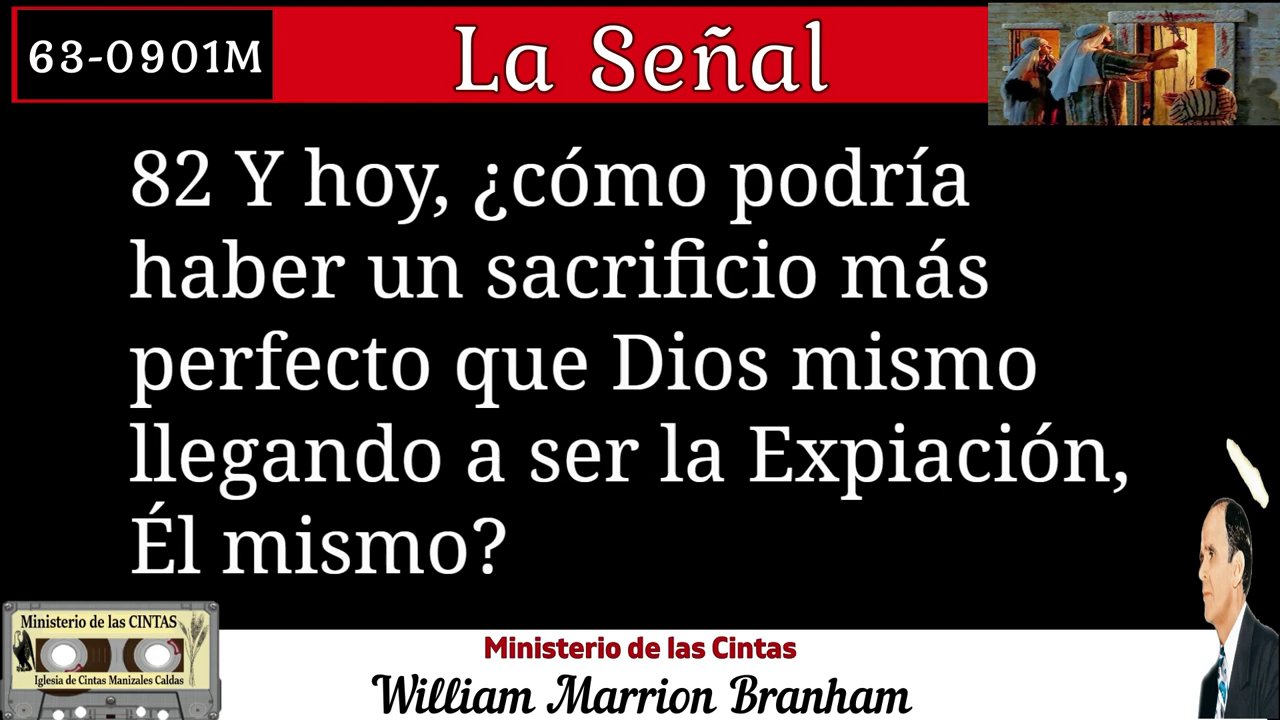 63-0901M
La Señal
82 Y hoy, ¿cómo podría
haber un sacrificio más
perfecto que Dios mismo
llegando a ser la Expiación,
Él mismo?
Ministerio de las CINTAS
Iglesia de Cintas Manizales Caldas
Ministerio de las Cintas
William Marrion Branham